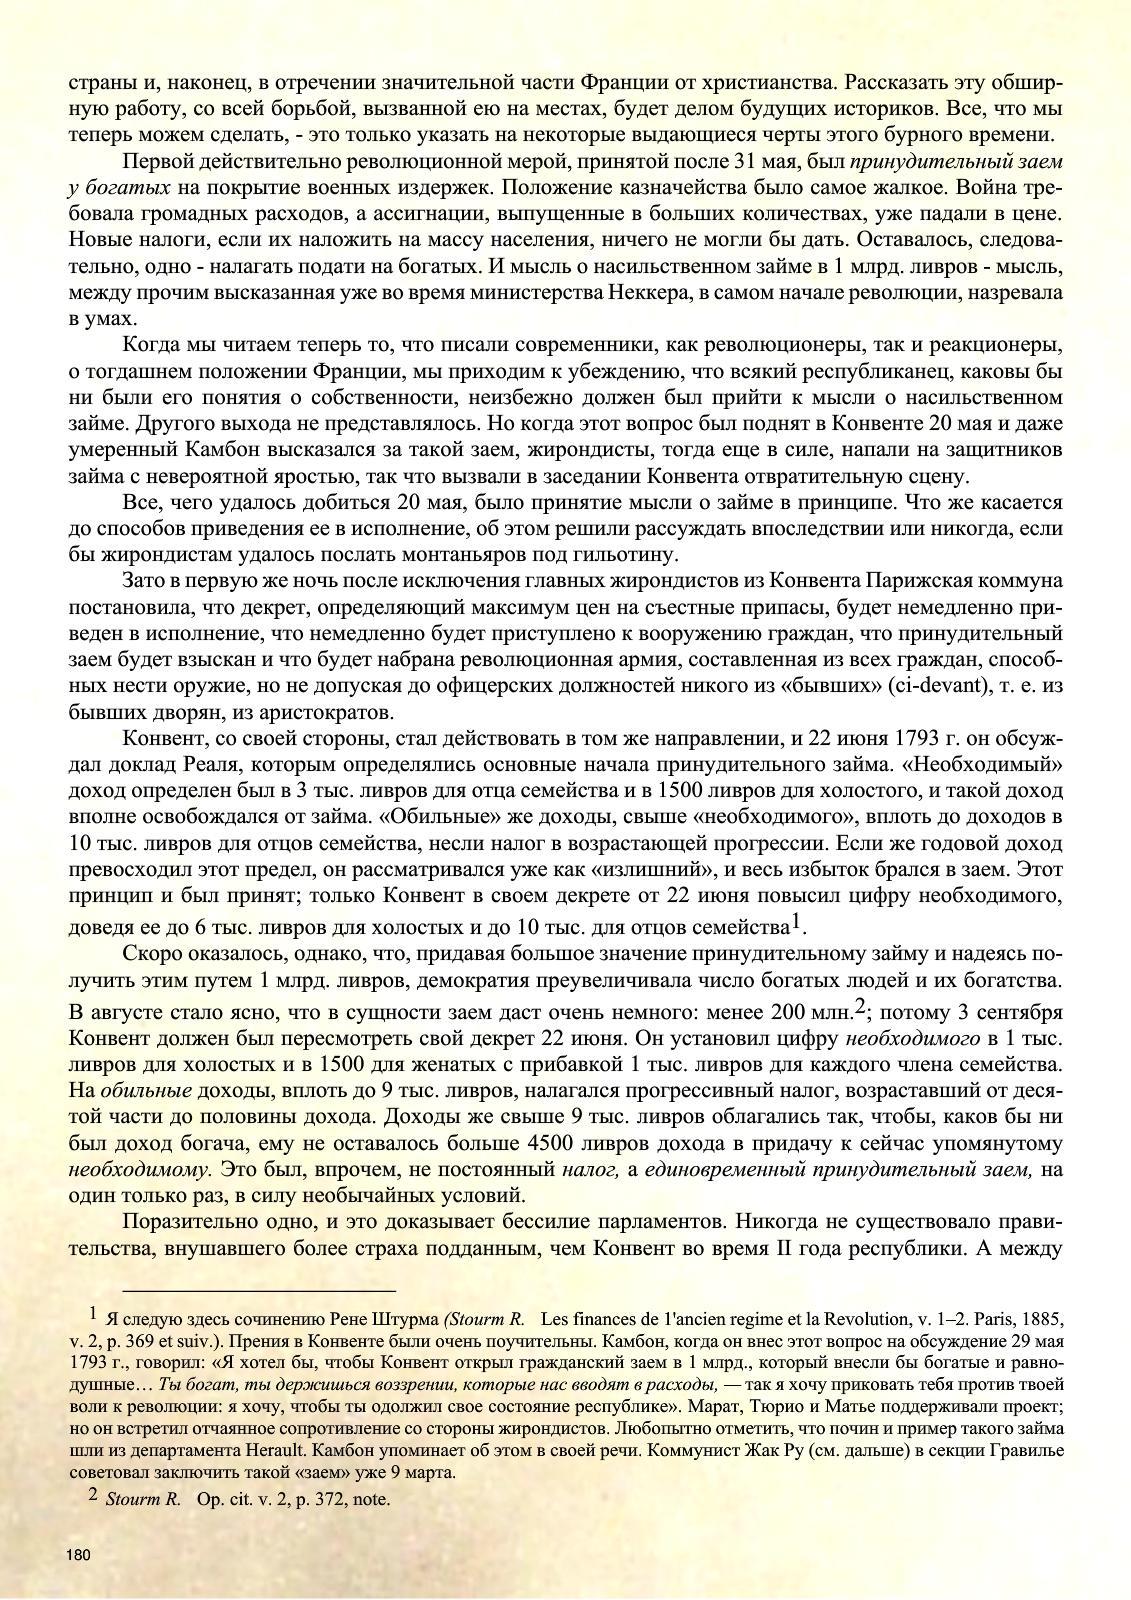 страны и, наконец, в отречении значительной части Франции от христианства. Рассказать эту обшир-
ную работу, со всей борьбой, вызванной ею на местах, будет делом будущих историков. Все, что мы
теперь можем сделать, - это только указать на некоторые выдающиеся черты этого бурного времени.
Первой действительно революционной мерой, принятой после 31 мая, был принудительный заем
у богатых на покрытие военных издержек. Положение казначейства было самое жалкое. Война тре-
бовала громадных расходов, а ассигнации, выпущенные в больших количествах, уже падали в цене.
Новые налоги, если их наложить на массу населения, ничего не могли бы дать. Оставалось, следова-
тельно, одно - налагать подати на богатых. И мысль о насильственном займе в 1 млрд. ливров - мысль,
между прочим высказанная уже во время министерства Неккера, в самом начале революции, назревала
в умах.
Когда мы читаем теперь то, что писали современники, как революционеры, так и реакционеры,
о тогдашнем положении Франции, мы приходим к убеждению, что всякий республиканец, каковы бы
ни были его понятия о собственности, неизбежно должен был прийти к мысли о насильственном
займе. Другого выхода не представлялось. Но когда этот вопрос был поднят в Конвенте 20 мая и даже
умеренный Камбон высказался за такой заем, жирондисты, тогда еще в силе, напали на защитников
займа с невероятной яростью, так что вызвали в заседании Конвента отвратительную сцену.
Все, чего удалось добиться 20 мая, было принятие мысли о займе в принципе. Что же касается
до способов приведения ее в исполнение, об этом решили рассуждать впоследствии или никогда, если
бы жирондистам удалось послать монтаньяров под гильотину.
Зато в первую же ночь после исключения главных жирондистов из Конвента Парижская коммуна
постановила, что декрет, определяющий максимум цен на съестные припасы, будет немедленно при-
веден в исполнение, что немедленно будет приступлено к вооружению граждан, что принудительный
заем будет взыскан и что будет набрана революционная армия, составленная из всех граждан, способ-
ных нести оружие, но не допуская до офицерских должностей никого из «бывших» (ci-devant), т. е. из
бывших дворян, из аристократов.
Конвент, со своей стороны, стал действовать в том же направлении, и 22 июня 1793 г. он обсуж-
дал доклад Реаля, которым определялись основные начала принудительного займа. «Необходимый»
доход определен был в 3 тыс. ливров для отца семейства и в 1500 ливров для холостого, и такой доход
вполне освобождался от займа. «Обильные» же доходы, свыше «необходимого», вплоть до доходов в
10 тыс. ливров для отцов семейства, несли налог в возрастающей прогрессии. Если же годовой доход
превосходил этот предел, он рассматривался уже как «излишний», и весь избыток брался в заем. Этот
принцип и был принят; только Конвент в своем декрете от 22 июня повысил цифру необходимого,
доведя ее до 6 тыс. ливров для холостых и до 10 тыс. для отцов семейства1.
Скоро оказалось, однако, что, придавая большое значение принудительному займу и надеясь по-
лучить этим путем 1 млрд. ливров, демократия преувеличивала число богатых людей и их богатства.
В августе стало ясно, что в сущности заем даст очень немного: менее 200 млн.2; потому 3 сентября
Конвент должен был пересмотреть свой декрет 22 июня. Он установил цифру необходимого в 1 тыс.
ливров для холостых и в 1500 для женатых с прибавкой 1 тыс. ливров для каждого члена семейства.
На обильные доходы, вплоть до 9 тыс. ливров, налагался прогрессивный налог, возраставший от деся-
той части до половины дохода. Доходы же свыше 9 тыс. ливров облагались так, чтобы, каков бы ни
был доход богача, ему не оставалось больше 4500 ливров дохода в придачу к сейчас упомянутому
необходимому. Это был, впрочем, не постоянный налог, а единовременный принудительный заем, на
один только раз, в силу необычайных условий.
Поразительно одно, и это доказывает бессилие парламентов. Никогда не существовало прави-
тельства, внушавшего более страха подданным, чем Конвент во время II года республики. А между
1 Я следую здесь сочинению Рене Штурма (Stourm R. Les finances de l'ancien regime et la Revolution, v. 1–2. Paris, 1885,
v. 2, p. 369 et suiv.). Прения в Конвенте были очень поучительны. Камбон, когда он внес этот вопрос на обсуждение 29 мая
1793 г., говорил: «Я хотел бы, чтобы Конвент открыл гражданский заем в 1 млрд., который внесли бы богатые и равно-
душные… Ты богат, ты держишься воззрении, которые нас вводят в расходы, — так я хочу приковать тебя против твоей
воли к революции: я хочу, чтобы ты одолжил свое состояние республике». Марат, Тюрио и Матье поддерживали проект;
но он встретил отчаянное сопротивление со стороны жирондистов. Любопытно отметить, что почин и пример такого займа
шли из департамента Herault. Камбон упоминает об этом в своей речи. Коммунист Жак Ру (см. дальше) в секции Гравилье
советовал заключить такой «заем» уже 9 марта.
2 Stourm R. Op. cit. v. 2, p. 372, note.
180